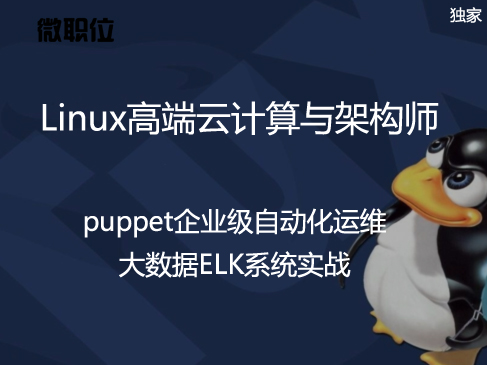 独家
微职位
Linux高端云计算与架构师
puppet企业级自动化运维
大数据ELK系统实战